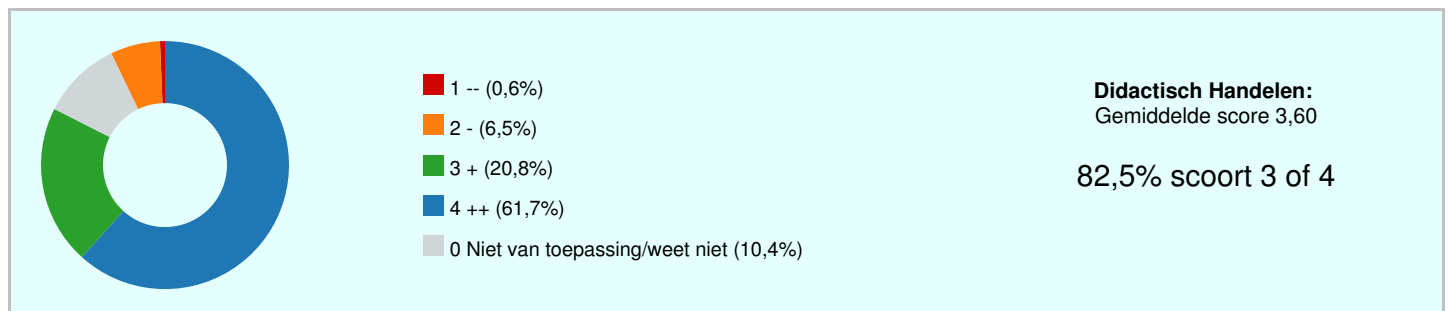 1 -- (0,6%)
2 - (6,5%)
3 + (20,8%)
4 ++ (61,7%)
0 Niet van toepassing/weet niet (10,4%)
Didactisch Handelen:
Gemiddelde score 3,60
82,5% scoort 3 of 4